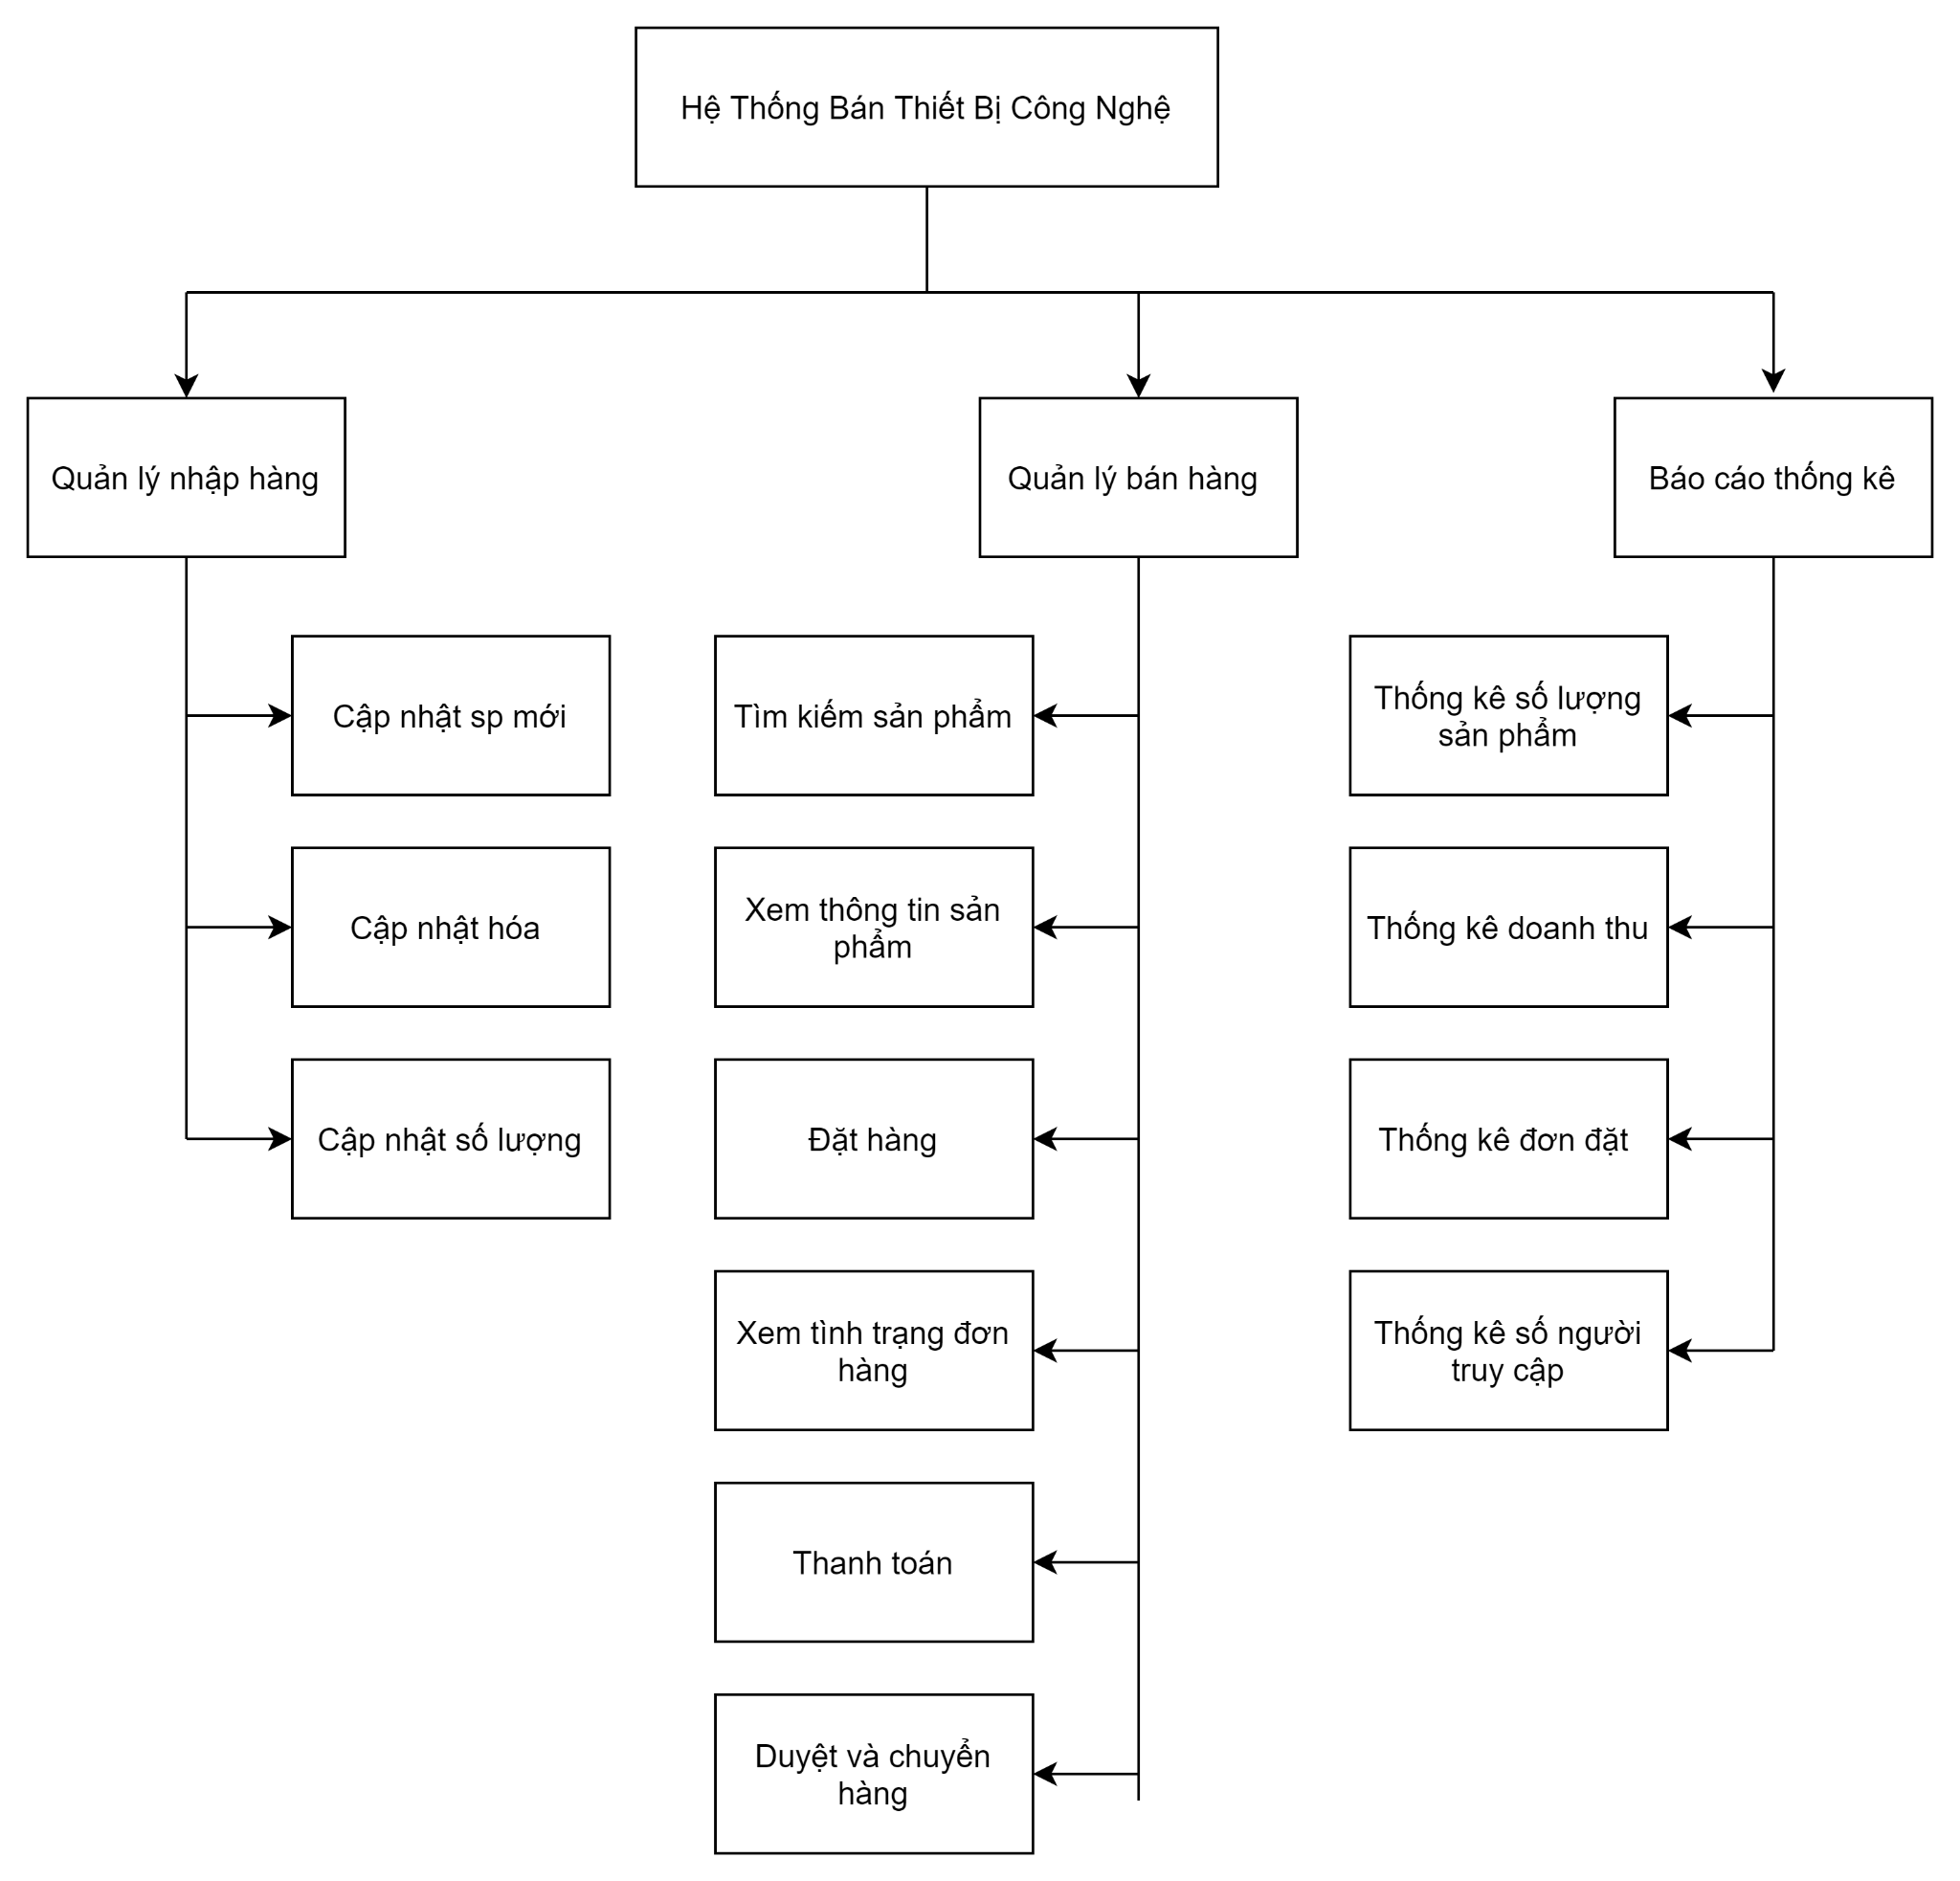 Hệ Thống Bán Thiết Bị Công Nghệ
Quản lý nhập hàng
Quản lý bán hàng
Báo cáo thống kê
Cập nhật sp mới
Cập nhật hóa
Cập nhật số lượng
Tìm kiếm sản phẩm
Xem thông tin sản
phẩm
Đặt hàng
Xem tình trạng đơn
hàng
Thanh toán
Duyệt và chuyển
hàng
Thống kê số lượng
sản phẩm
Thống kê doanh thu
Thống kê đơn đặt
Thống kê số người
truy cập